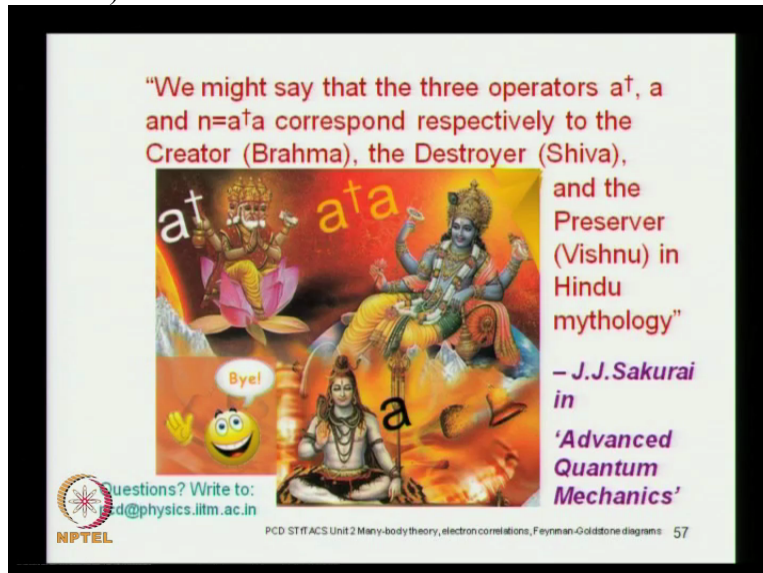 “We might say that the three operators a†, a
and n=a†a correspond respectively to the
Creator (Brahma), the Destroyer (Shiva),
and the
Preserver
(Vishnu) in
Hindu
mythology”
a†
a†a
a
Bye!
– J.J.Sakurai
in
‘Advanced
Quantum
Mechanics’
Questions? Write to:
pcd@physics.iitm.ac.in
NPTEL
PCD STiTACS Unit 2 Many-body theory, electron correlations, Feynman-Goldstone diagrams 57